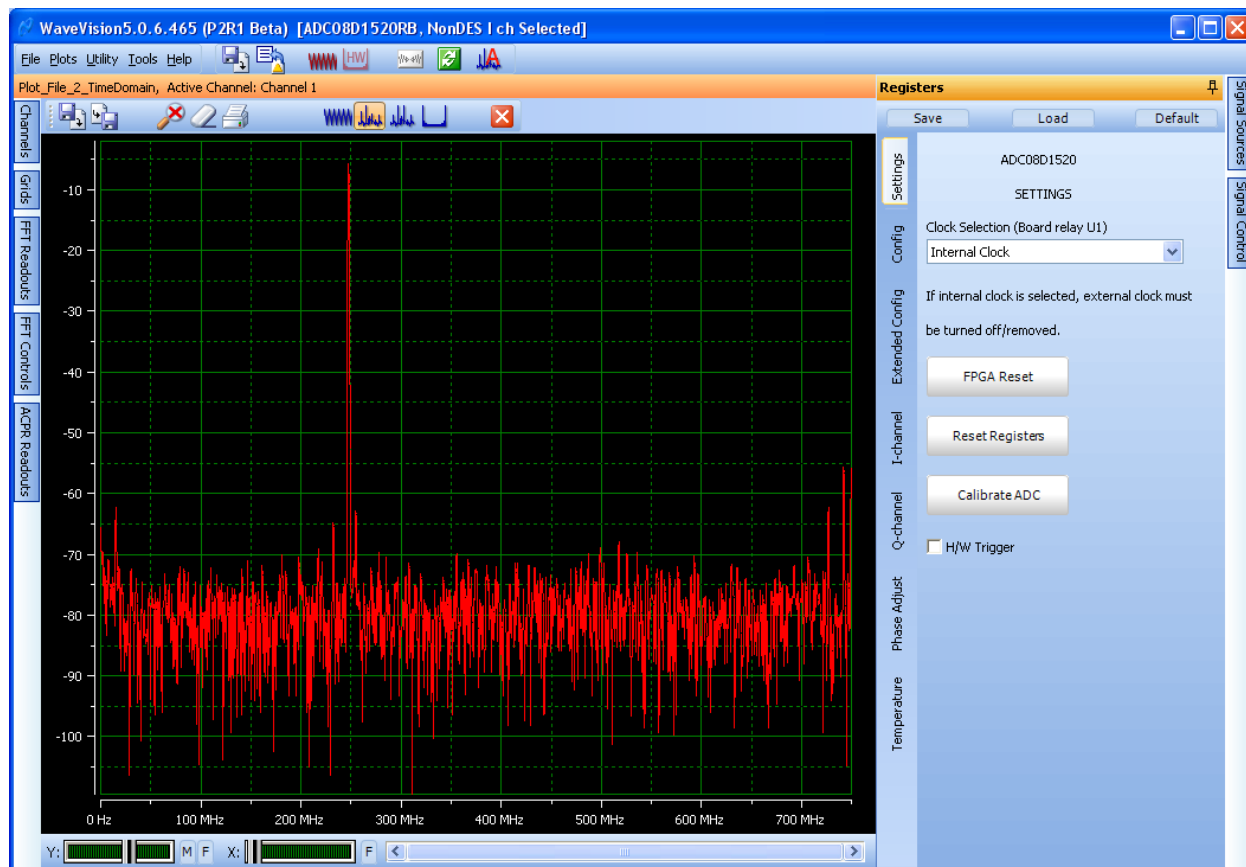 WaveVision5.0.6.465 (P2R1 Beta) [ADC08D1520RB, NonDES I ch Selected]
File Plots Utility Tools Help
HW
A
Plot_File_2_TimeDomain, Active Channel: Channel 1
Channels
Grids
FFT Readouts
FFT Controls
ACPR Readouts
-10
-20
-30
-40
-50
-60
-70
-80
-90
-100
0 Hz 100 MHz 200 MHz 300 MHz 400 MHz 500 MHz 600 MHz 700 MHz
Y: M F X: F
Registers
Save Load Default
Settings
Config
Extended Config
I-channel
Q-channel
Phase Adjust
Temperature
ADC08D1520
SETTINGS
Clock Selection (Board relay U1)
Internal Clock
If internal clock is selected, external clock must
be turned off/removed.
FPGA Reset
Reset Registers
Calibrate ADC
H/W Trigger
Signal Sources
Signal Control